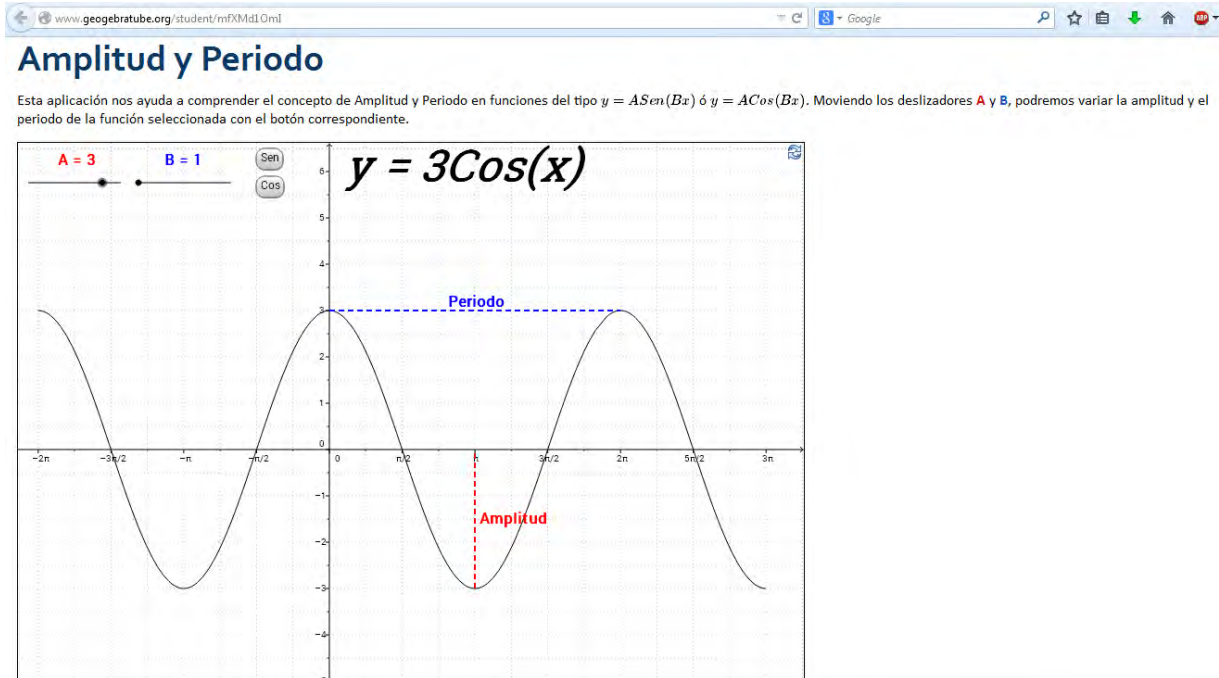 www.geogebratube.org/student/mfXMd1OmI
Google
ABP
Amplitud y Periodo
Esta aplicación nos ayuda a comprender el concepto de Amplitud y Periodo en funciones del tipo y = ASen(Bx) ó y = ACos(Bx). Moviendo los deslizadores A y B, podremos variar la amplitud y el
periodo de la función seleccionada con el botón correspondiente.
A = 3 B = 1 Sen
Cos
y = 3Cos(x)
6
5
4
Periodo
3
2
1
0
-2π -3π/2 -π -π/2 0 π/2 π 3π/2 2π 5π/2 3π
-1
Amplitud
-2
-3
-4